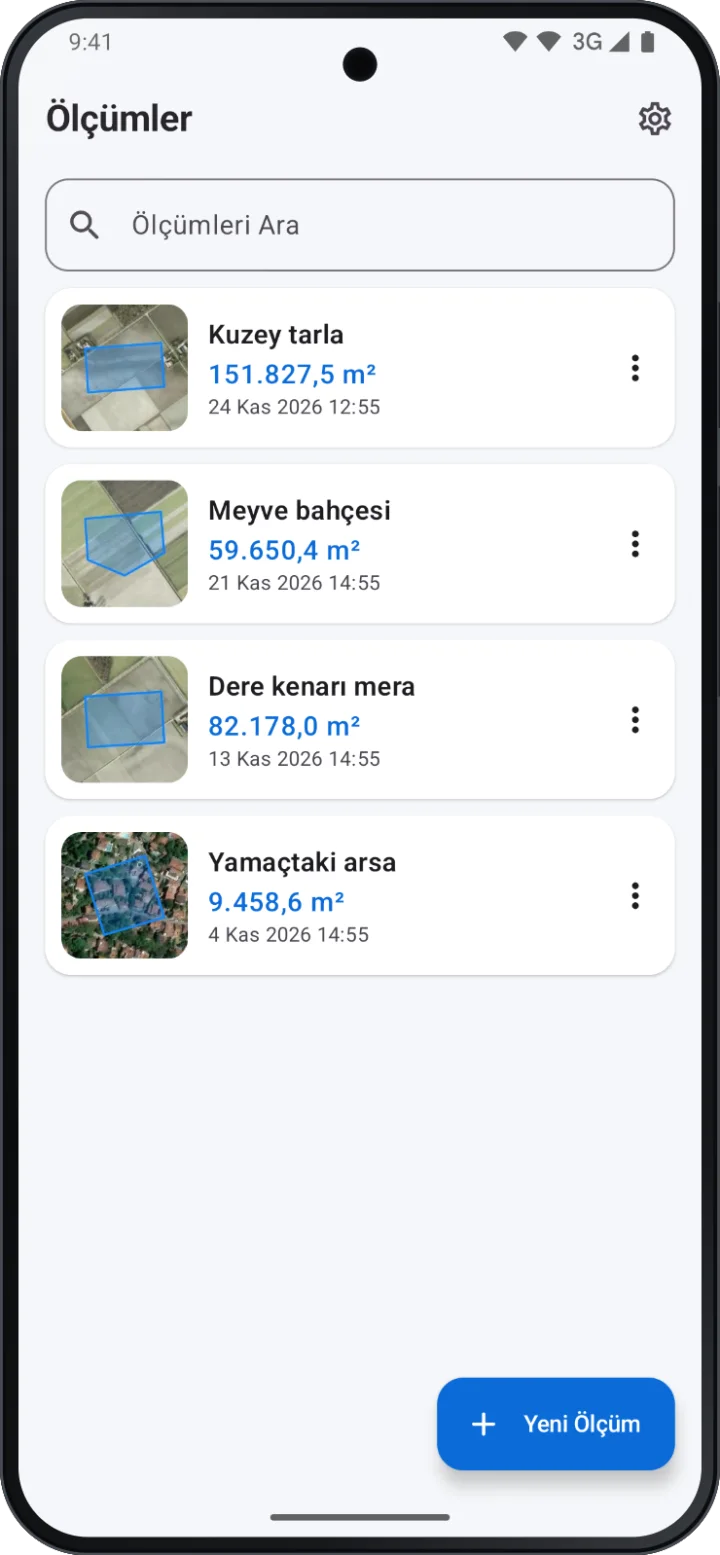 9:41
3G
Ölçümler
Ölçümleri Ara
Kuzey tarla
151.827,5 m²
24 Kas 2026 12:55
Meyve bahçesi
59.650,4 m²
21 Kas 2026 14:55
Dere kenarı mera
82.178,0 m²
13 Kas 2026 14:55
Yamaçtaki arsa
9.458,6 m²
4 Kas 2026 14:55
Yeni Ölçüm